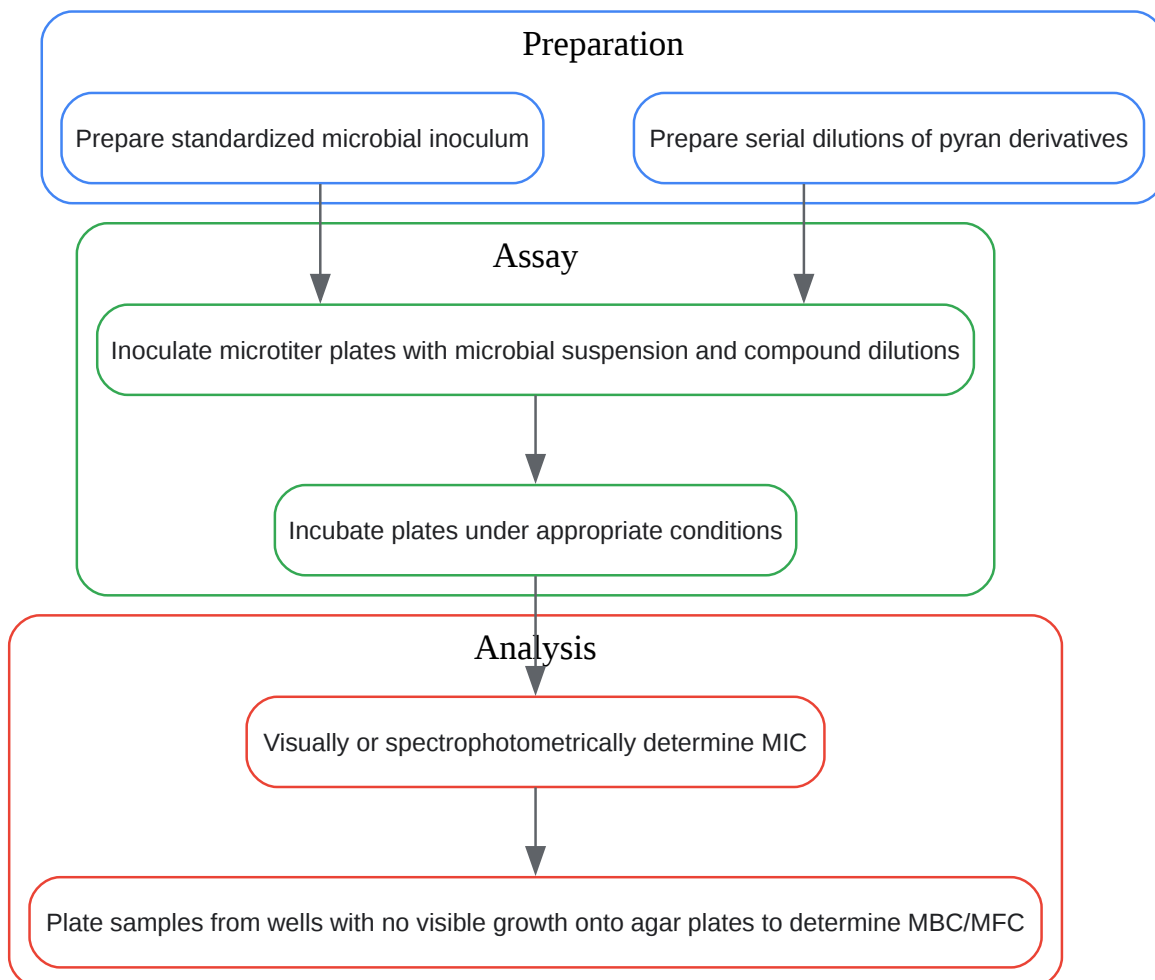 Preparation
Prepare standardized microbial inoculum
Prepare serial dilutions of pyran derivatives
Assay
Inoculate microtiter plates with microbial suspension and compound dilutions
Incubate plates under appropriate conditions
Analysis
Visually or spectrophotometrically determine MIC
Plate samples from wells with no visible growth onto agar plates to determine MBC/MFC